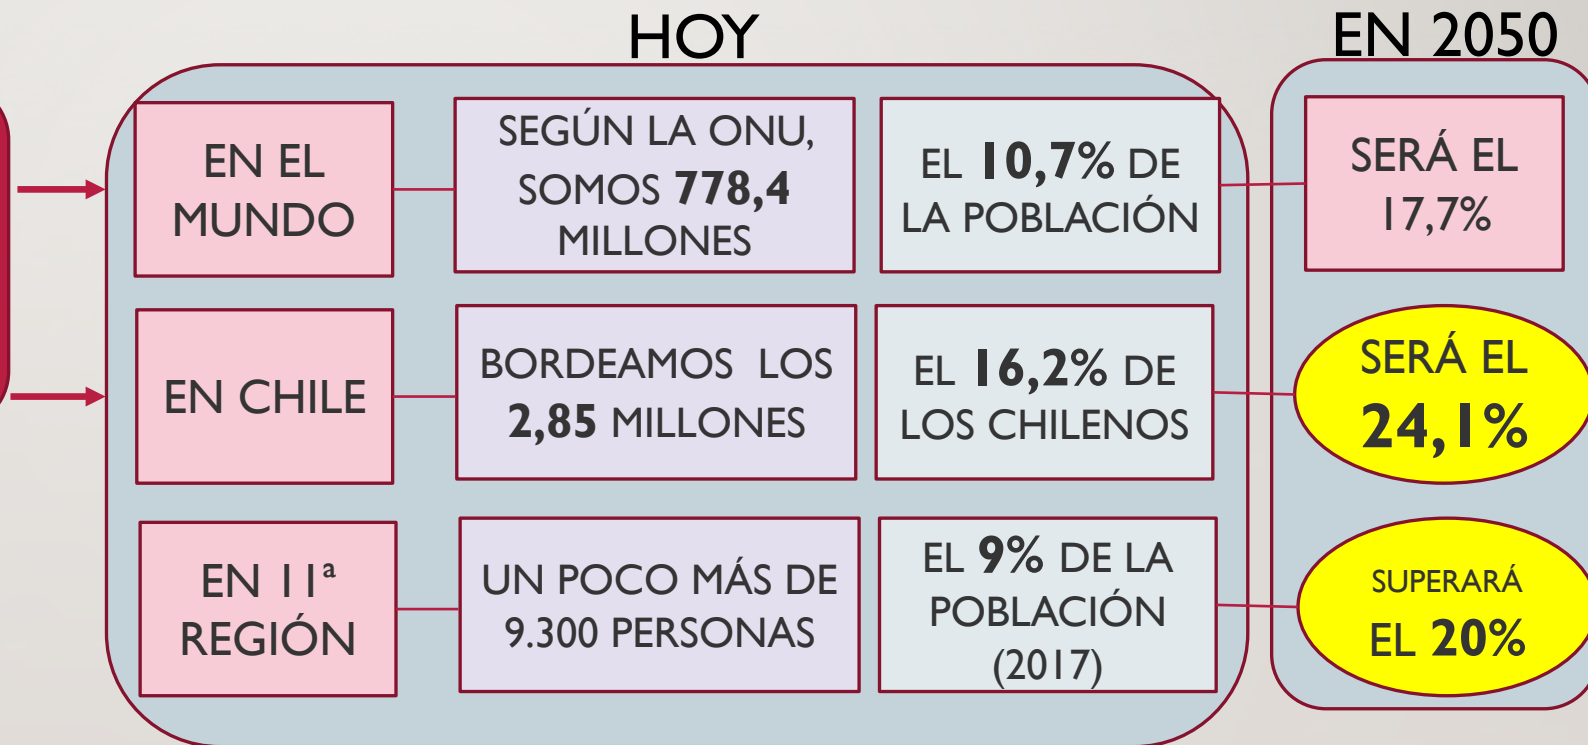 HOY
EN 2050
EN EL
MUNDO
SEGÚN LA ONU,
SOMOS 778,4
MILLONES
EL 10,7% DE
LA POBLACIÓN
SERÁ EL
17,7%
EN CHILE
BORDEAMOS LOS
2,85 MILLONES
EL 16,2% DE
LOS CHILENOS
SERÁ EL
24,1%
EN 11ª
REGIÓN
UN POCO MÁS DE
9.300 PERSONAS
EL 9% DE LA
POBLACIÓN
(2017)
SUPERARÁ
EL 20%